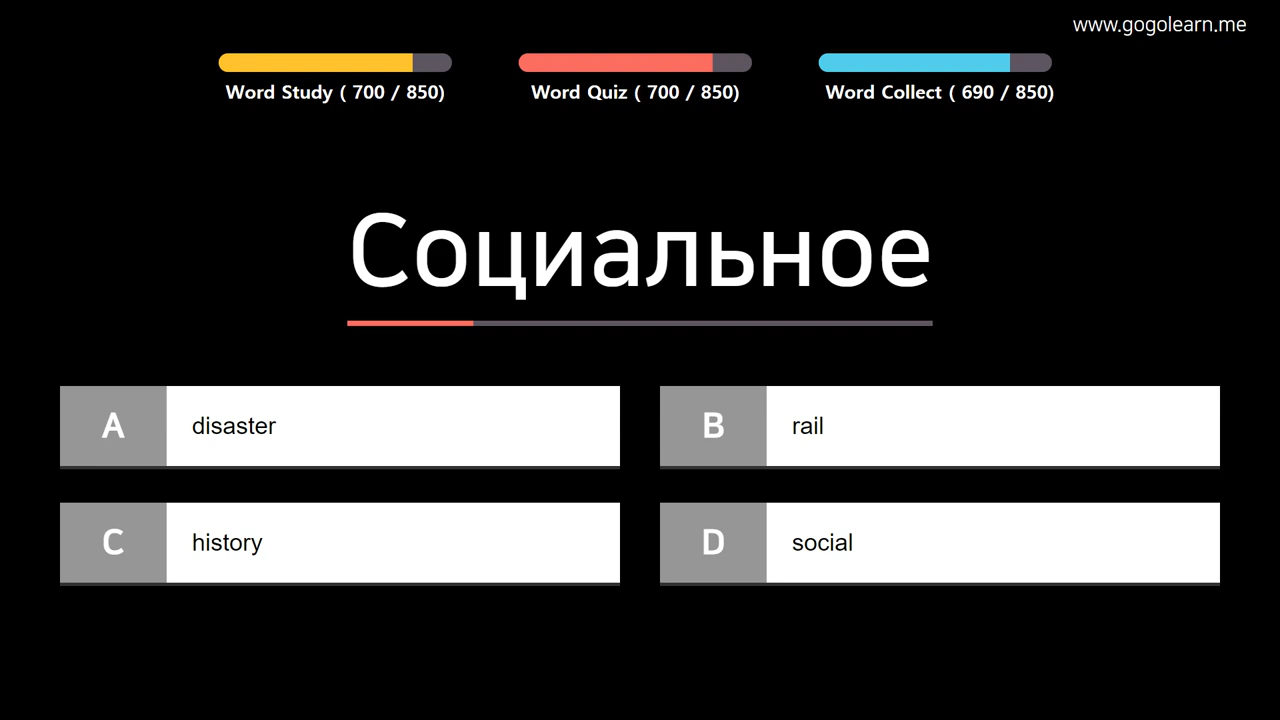 www.gogolearn.me
Word Study ( 700 / 850)
Word Quiz ( 700 / 850)
Word Collect ( 690 / 850)
Социальное
A disaster
B rail
C history
D social